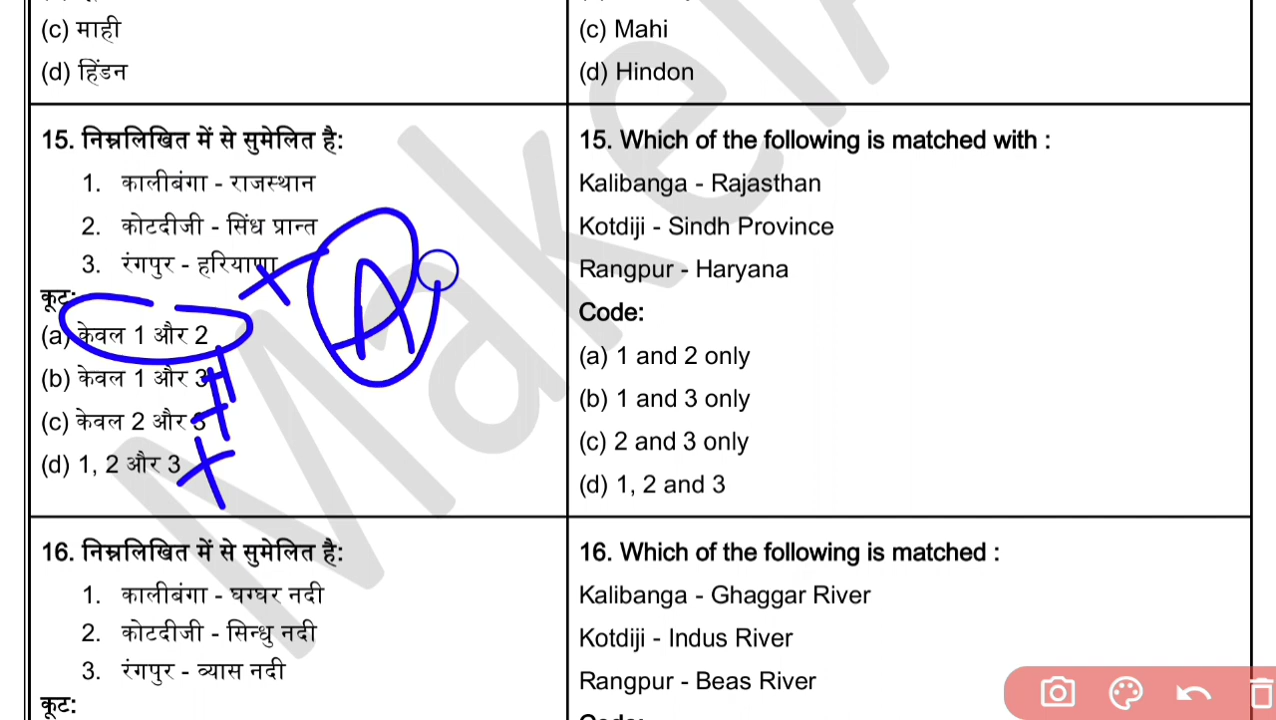 (c) माही
(d) हिंडन
(c) Mahi
(d) Hindon
15. निम्नलिखित में से सुमेलित है:
1. कालीबंगा - राजस्थान
2. कोटदीजी - सिंध प्रान्त
3. रंगपुर - हरियाणा
कूट:
(a) केवल 1 और 2
(b) केवल 1 और 3
(c) केवल 2 और 3
(d) 1, 2 और 3
A
15. Which of the following is matched with :
Kalibanga - Rajasthan
Kotdiji - Sindh Province
Rangpur - Haryana
Code:
(a) 1 and 2 only
(b) 1 and 3 only
(c) 2 and 3 only
(d) 1, 2 and 3
16. निम्नलिखित में से सुमेलित है:
1. कालीबंगा - घग्घर नदी
2. कोटदीजी - सिन्धु नदी
3. रंगपुर - व्यास नदी
कूट:
16. Which of the following is matched :
Kalibanga - Ghaggar River
Kotdiji - Indus River
Rangpur - Beas River